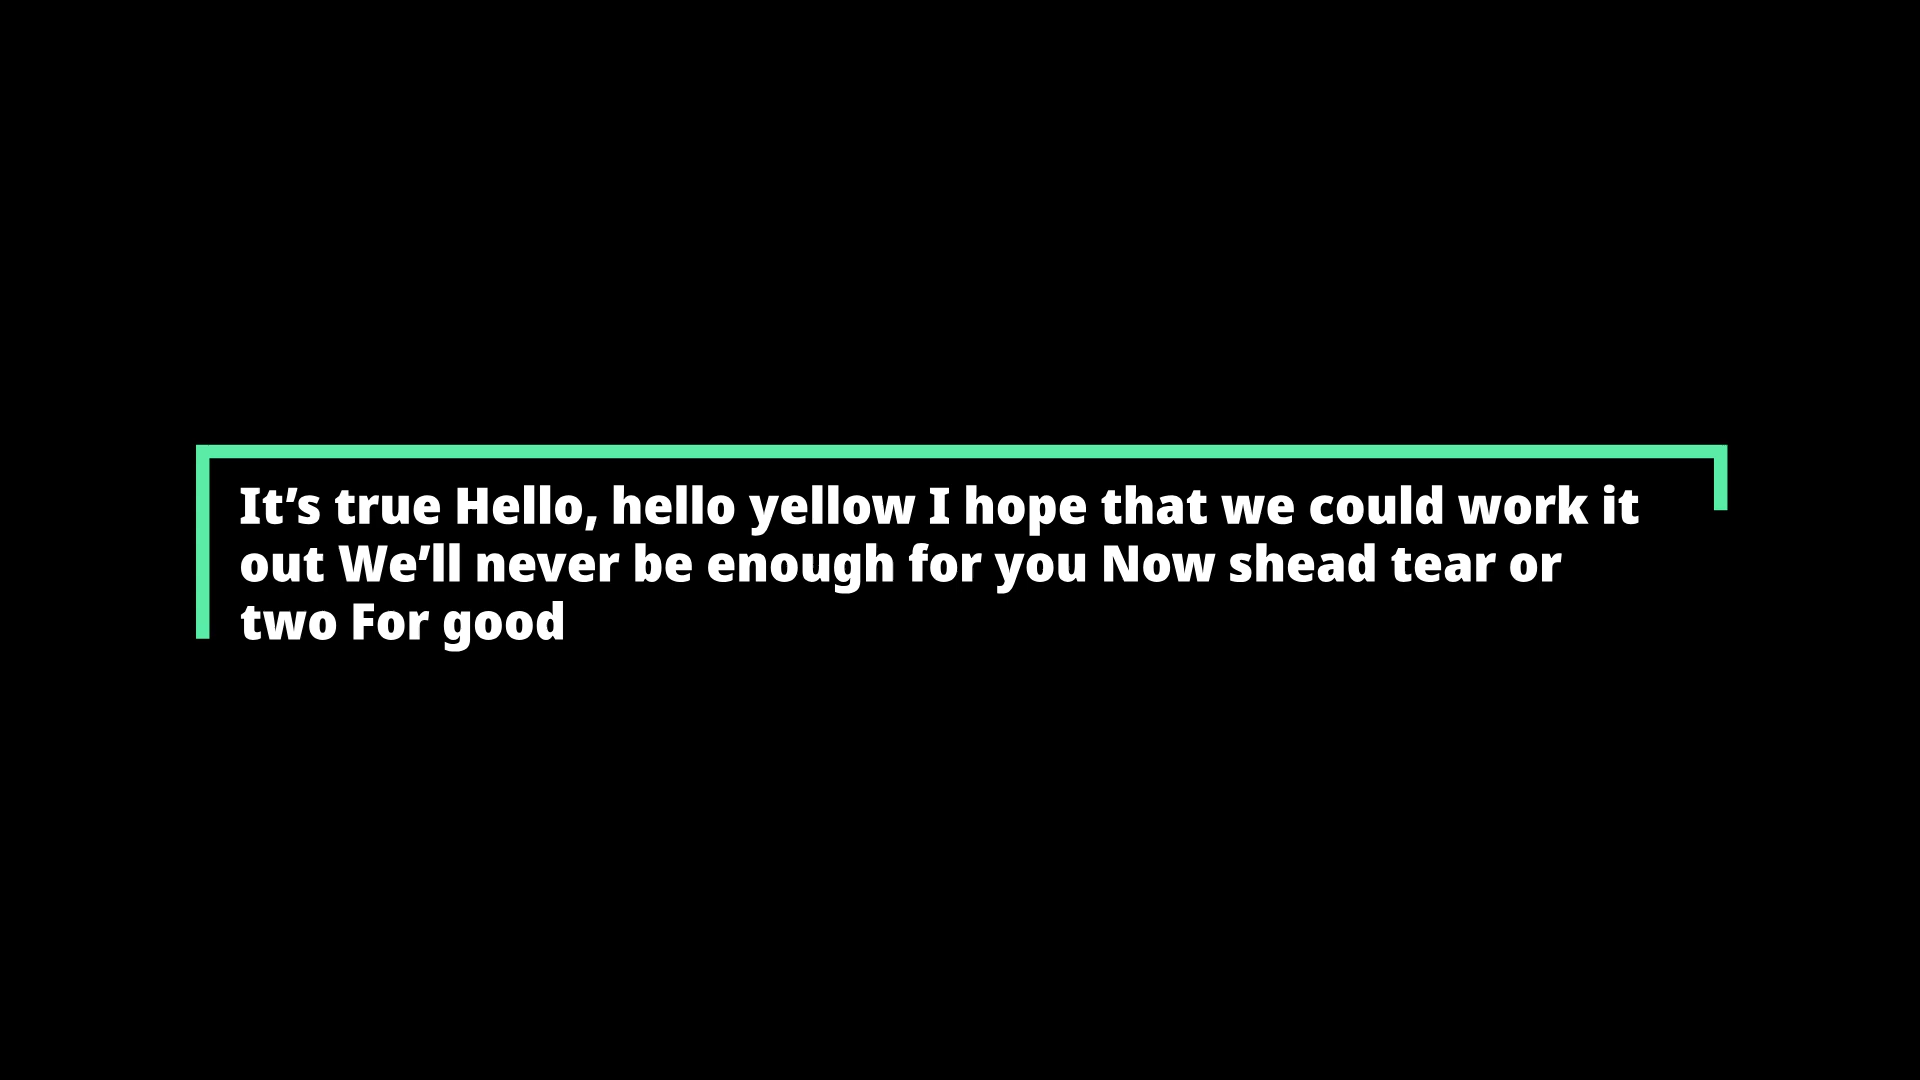 It’s true Hello, hello yellow I hope that we could work it
out We’ll never be enough for you Now shead tear or
two For good